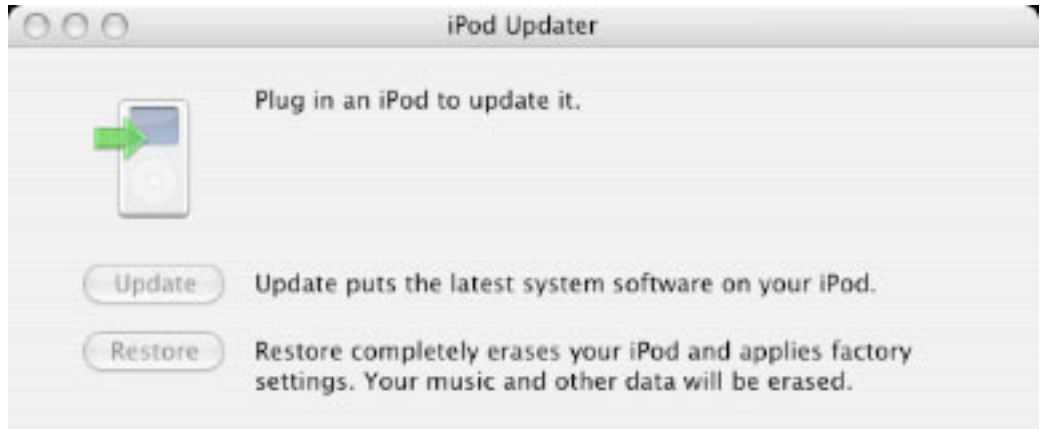 iPod Updater
Plug in an iPod to update it.
Update
Update puts the latest system software on your iPod.
Restore
Restore completely erases your iPod and applies factory
settings. Your music and other data will be erased.